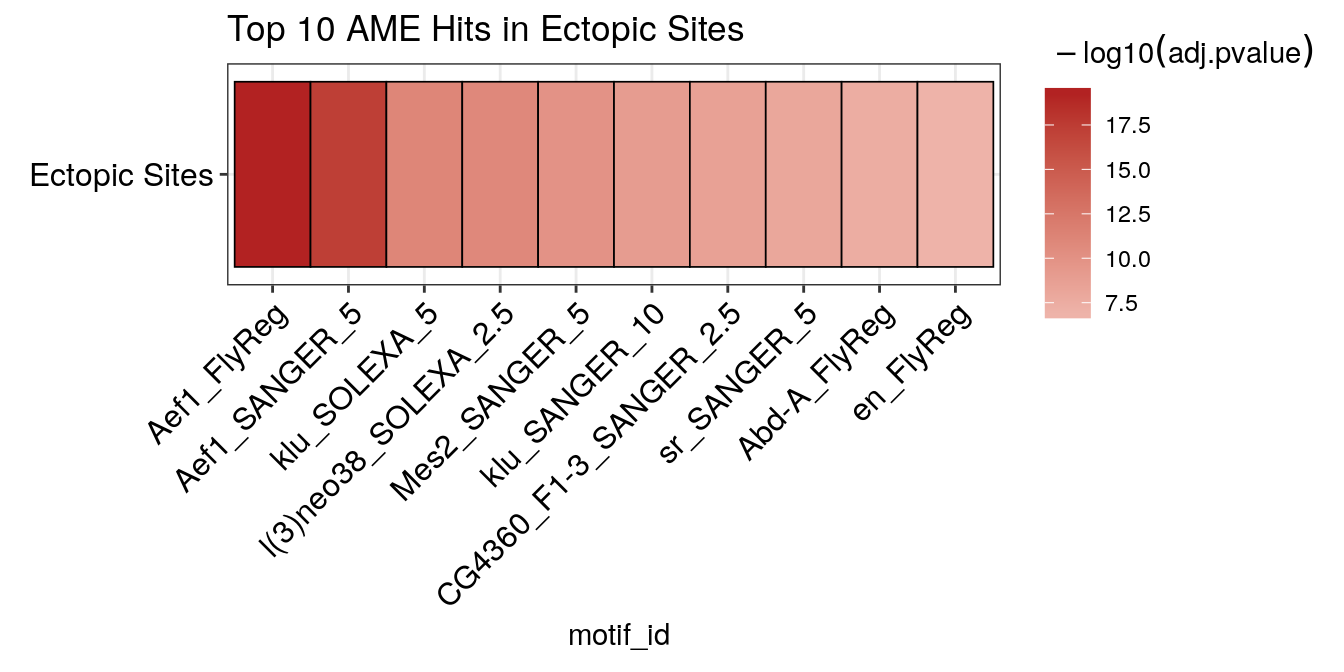 Top 10 AME Hits in Ectopic Sites
Ectopic Sites
Aef1_FlyReg
Aef1_SANGER_5
klu_SOLEXA_5
l(3)neo38_SOLEXA_2.5
Mes2_SANGER_5
klu_SANGER_10
CG4360_F1-3_SANGER_2.5
sr_SANGER_5
Abd-A_FlyReg
en_FlyReg
motif_id
−log10(adj.pvalue)
17.5
15.0
12.5
10.0
7.5